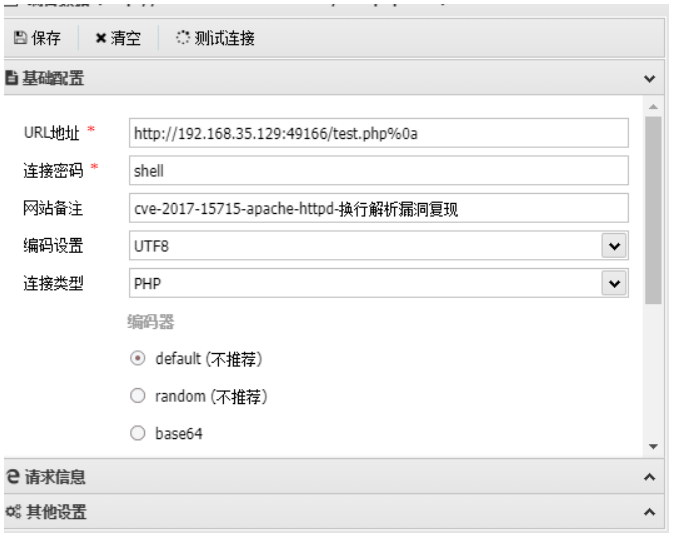 保存 清空 测试连接
基础配置
URL地址 * http://192.168.35.129:49166/test.php%0a
连接密码 * shell
网站备注 cve-2017-15715-apache-httpd-换行解析漏洞复现
编码设置 UTF8
连接类型 PHP
编码器
default (不推荐)
random (不推荐)
base64
请求信息
其他设置